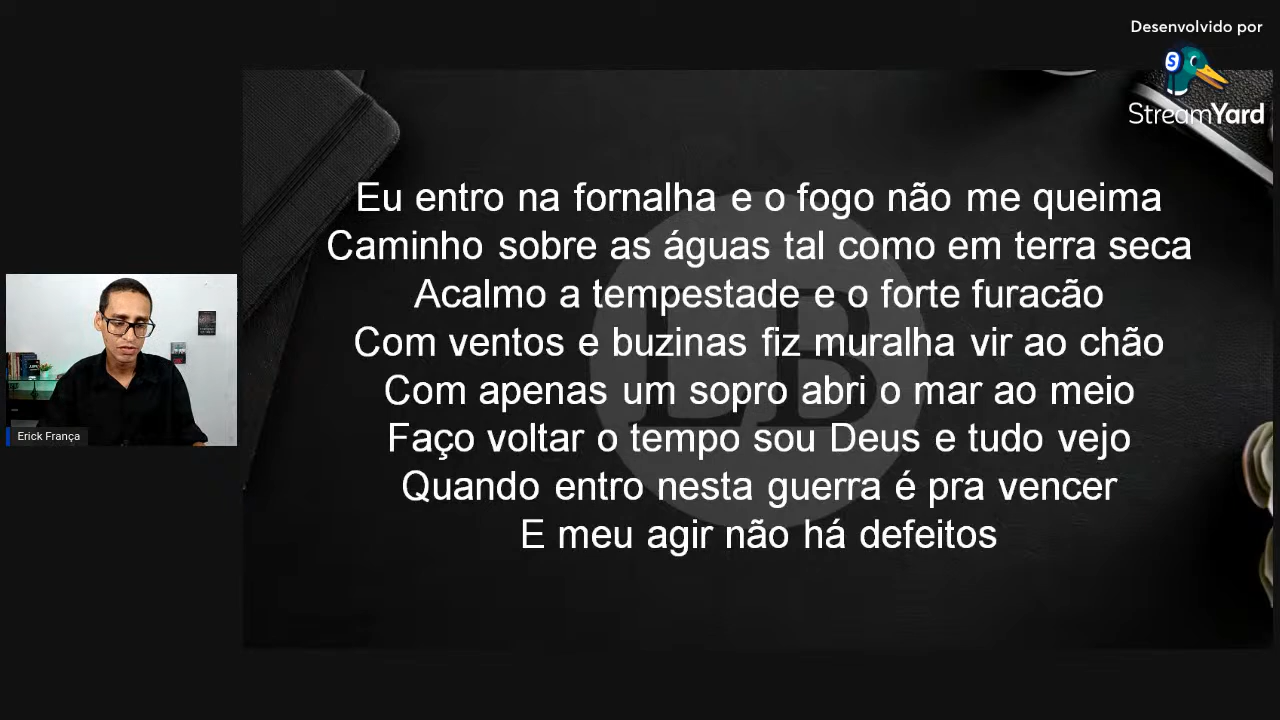 Desenvolvido por
StreamYard
Eu entro na fornalha e o fogo não me queima
Caminho sobre as águas tal como em terra seca
Acalmo a tempestade e o forte furacão
Com ventos e buzinas fiz muralha vir ao chão
Com apenas um sopro abri o mar ao meio
Faço voltar o tempo sou Deus e tudo vejo
Quando entro nesta guerra é pra vencer
E meu agir não há defeitos
LB
Erick França